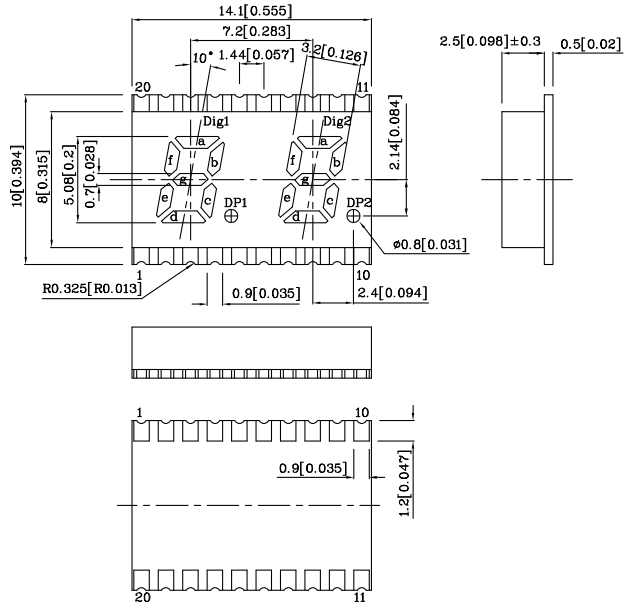 14.1[0.555]
7.2[0.283]
10° 1.44[0.057] 3.2[0.126]
2.5[0.098]±0.3 0.5[0.02]
20 11
Dig1 Dig2
a a
f b f b
g g
e c e c
d d
DP1 DP2
10[0.394]
8[0.315]
5.08[0.2]
0.7[0.028]
2.14[0.084]
ø0.8[0.031]
1 10
R0.325[R0.013]
0.9[0.035]
2.4[0.094]
1 10
0.9[0.035]
1.2[0.047]
20 11